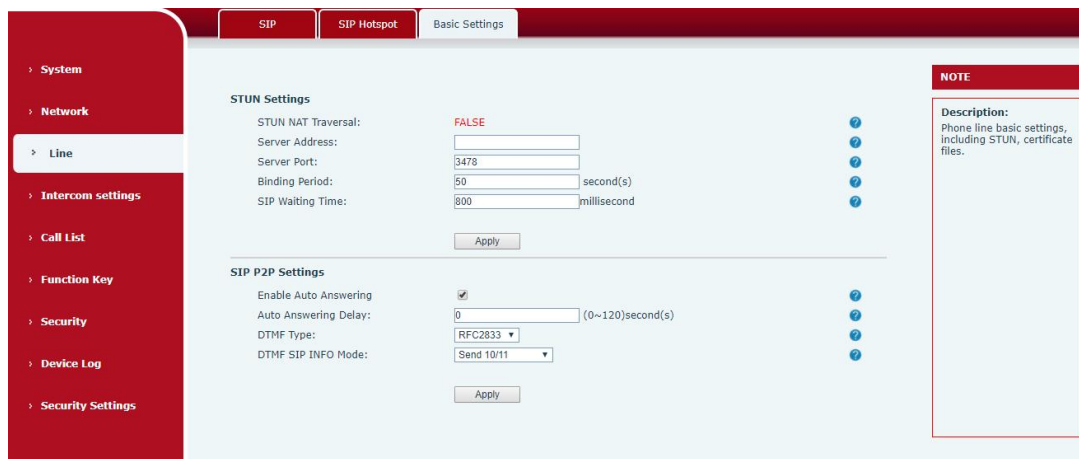 SIP
SIP Hotspot
Basic Settings
› System
› Network
› Line
› Intercom settings
› Call List
› Function Key
› Security
› Device Log
› Security Settings
STUN Settings
STUN NAT Traversal: FALSE
Server Address:
Server Port: 3478
Binding Period: 50 second(s)
SIP Waiting Time: 800 millisecond
Apply
SIP P2P Settings
Enable Auto Answering
Auto Answering Delay: 0 (0~120)second(s)
DTMF Type: RFC2833
DTMF SIP INFO Mode: Send 10/11
Apply
NOTE
Description:
Phone line basic settings,
including STUN, certificate
files.